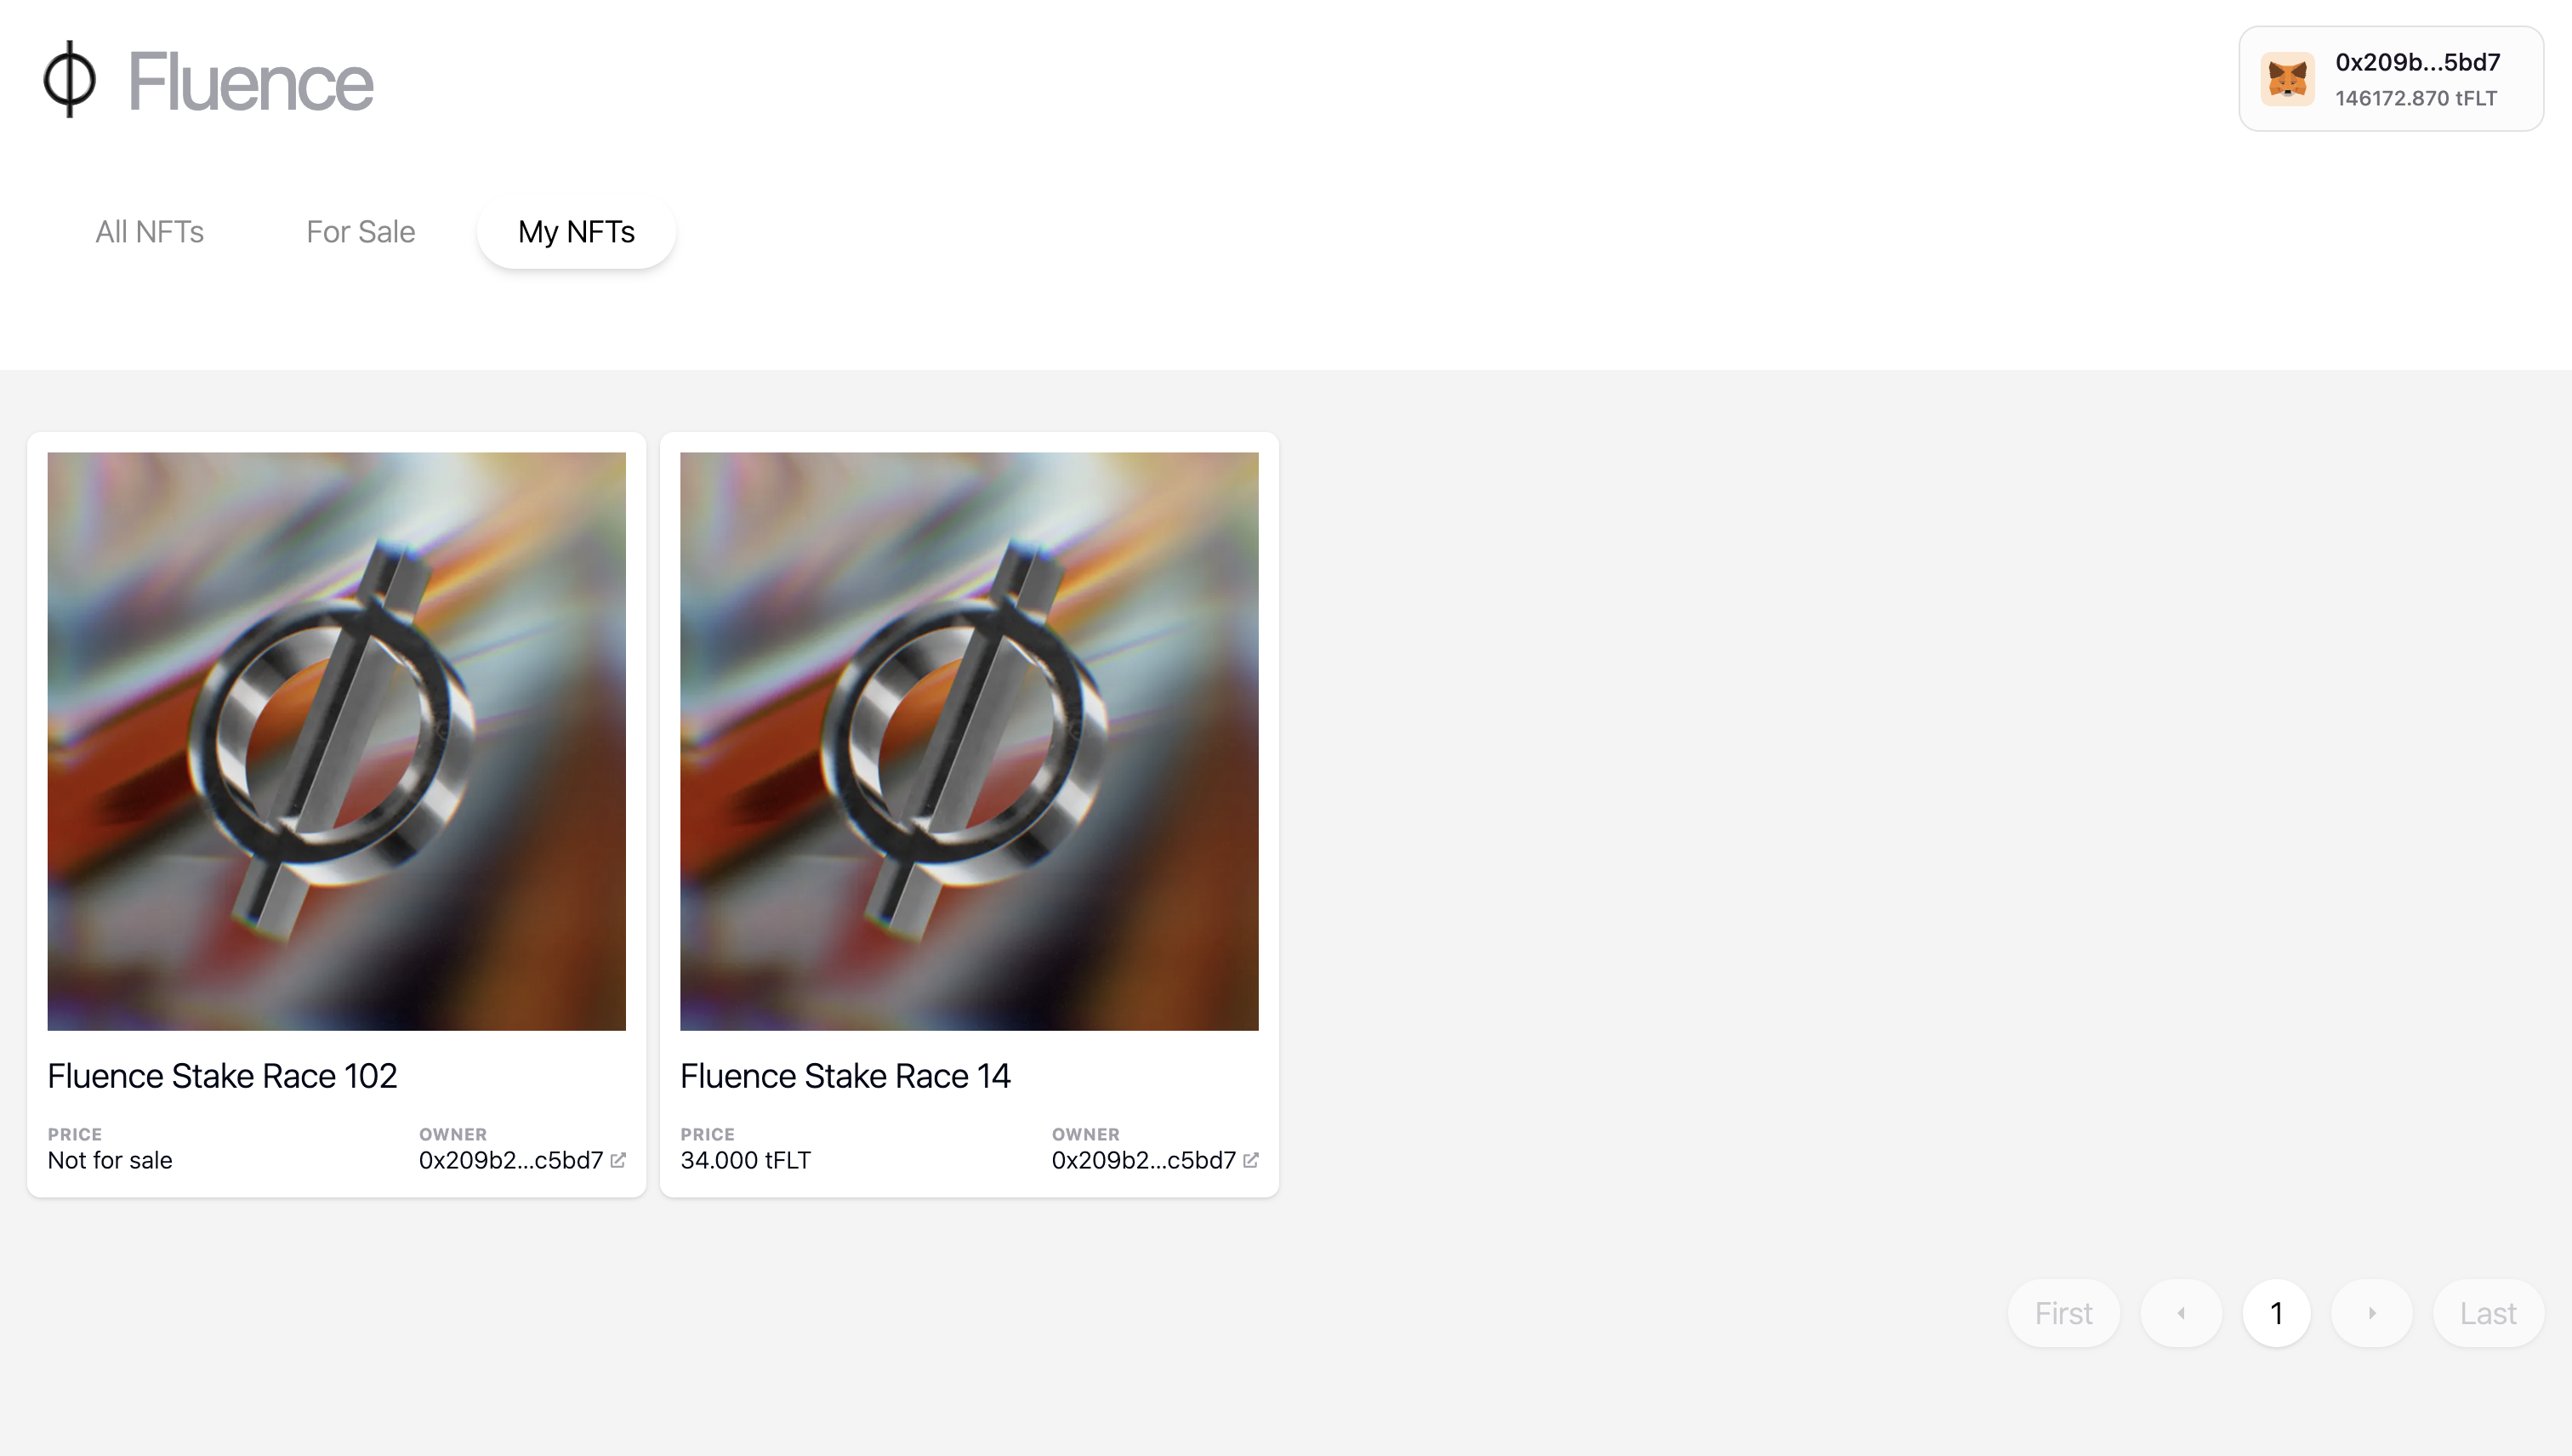 Fluence
0x209b...5bd7
146172.870 tFLT
All NFTs
For Sale
My NFTs
Fluence Stake Race 102
PRICE
Not for sale
OWNER
0x209b2...c5bd7
Fluence Stake Race 14
PRICE
34.000 tFLT
OWNER
0x209b2...c5bd7
First
1
Last